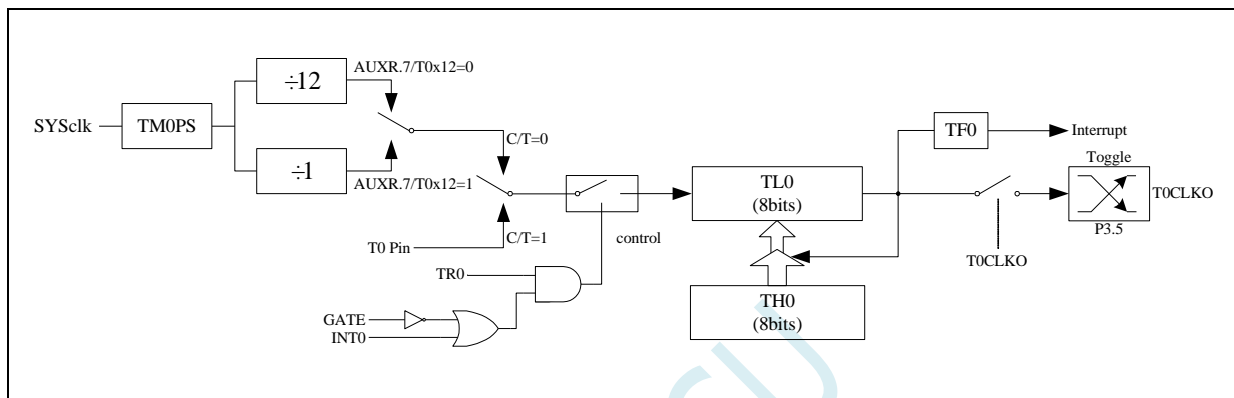 AUXR.7/T0x12=0
÷12
SYSclk
TM0PS
TF0
Interrupt
C/T=0
Toggle
÷1
AUXR.7/T0x12=1
TL0
(8bits)
T0CLKO
T0 Pin
C/T=1
control
P3.5
T0CLKO
TR0
TH0
(8bits)
GATE
INT0